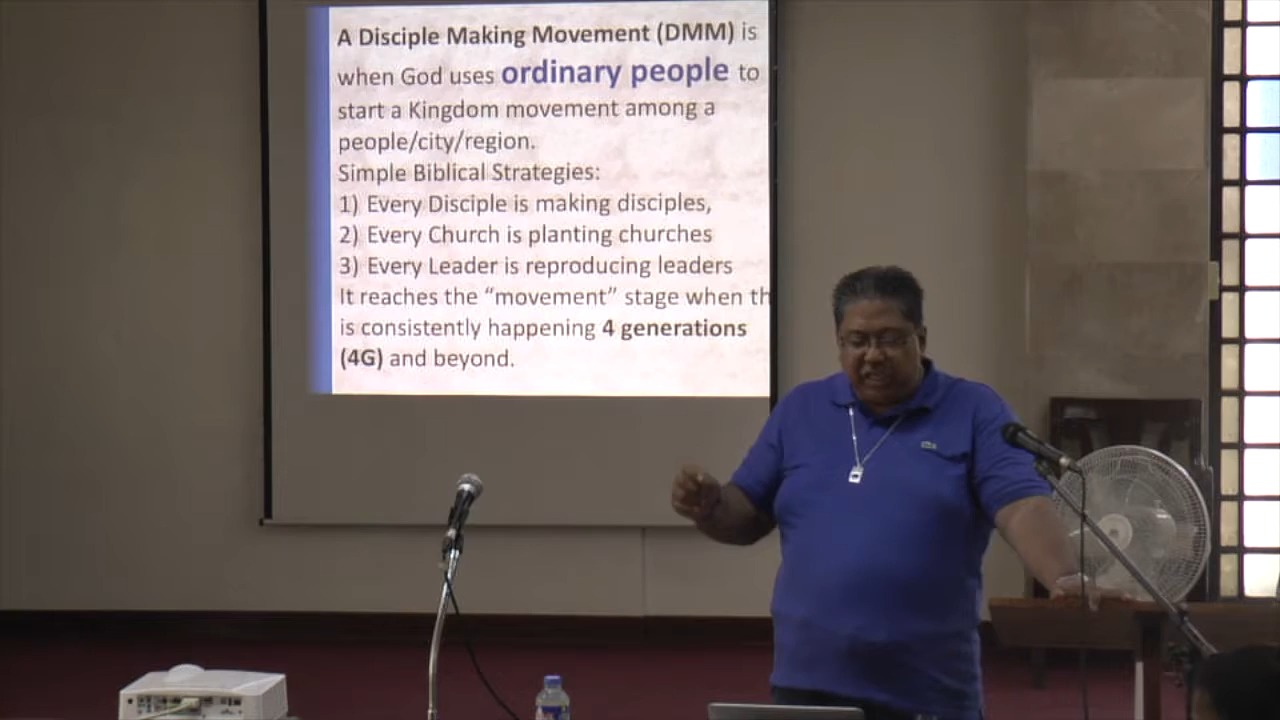 A Disciple Making Movement (DMM) is
when God uses ordinary people to
start a Kingdom movement among a
people/city/region.
Simple Biblical Strategies:
1) Every Disciple is making disciples,
2) Every Church is planting churches
3) Every Leader is reproducing leaders
It reaches the “movement” stage when th
is consistently happening 4 generations
(4G) and beyond.